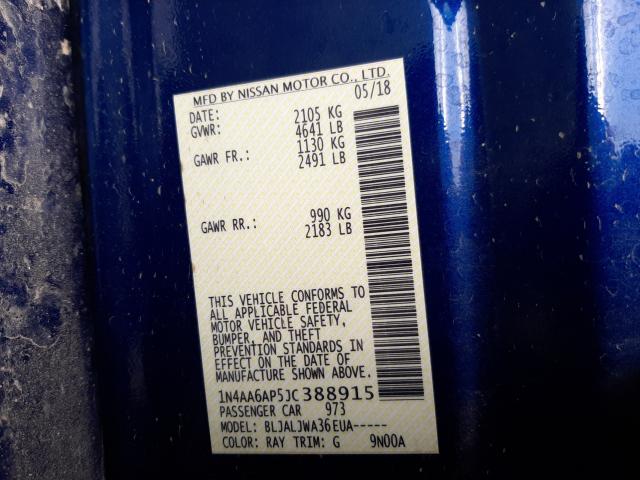 MFD BY NISSAN MOTOR CO., LTD.
DATE: 05/18
GVWR: 2105 KG
4641 LB
GAWR FR.: 1130 KG
2491 LB
GAWR RR.: 990 KG
2183 LB
THIS VEHICLE CONFORMS TO
ALL APPLICABLE FEDERAL
MOTOR VEHICLE SAFETY,
BUMPER, AND THEFT
PREVENTION STANDARDS IN
EFFECT ON THE DATE OF
MANUFACTURE SHOWN ABOVE.
1N4AA6AP5JC388915
PASSENGER CAR 973
MODEL: BLJALJWA36EUA-----
COLOR: RAY TRIM: G 9N00A